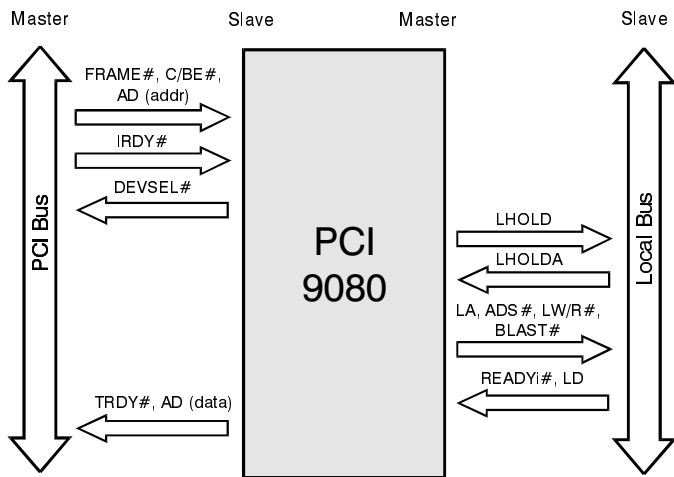 Master
Slave
Master
Slave
FRAME#, C/BE#,
AD (addr)
IRDY#
DEVSEL#
PCI Bus
PCI
9080
LHOLD
LHOLDA
LA, ADS#, LW/R#,
BLAST#
READYi#, LD
Local Bus
TRDY#, AD (data)